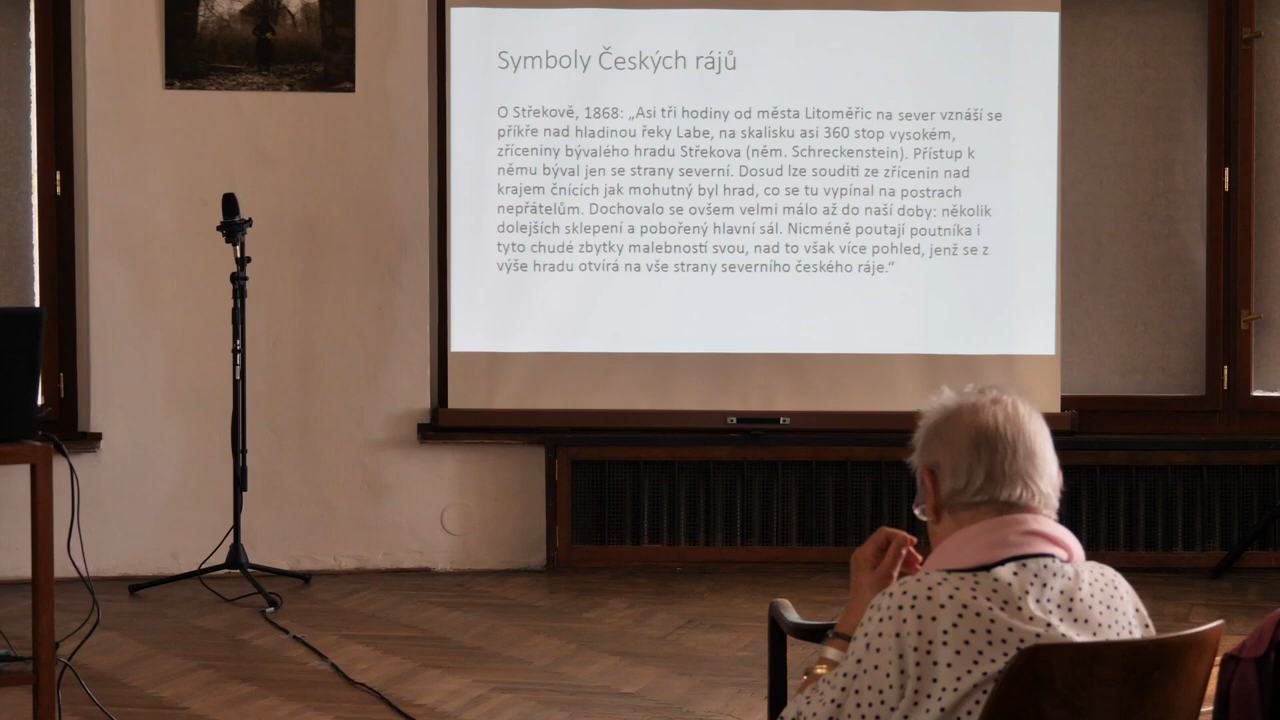 Symboly Českých rájů
O Střekově, 1868: „Asi tři hodiny od města Litoměřic na sever vznáší se
příkře nad hladinou řeky Labe, na skalisku asi 360 stop vysokém,
zříceniny bývalého hradu Střekova (něm. Schreckenstein). Přístup k
němu býval jen se strany severní. Dosud lze souditi ze zřícenin nad
krajem čnících jak mohutný byl hrad, co se tu vypínal na postrach
nepřátelům. Dochovalo se ovšem velmi málo až do naší doby: několik
dolejších sklepení a pobořený hlavní sál. Nicméně poutají poutníka i
tyto chudé zbytky malebností svou, nad to však více pohled, jenž se z
výše hradu otvírá na vše strany severního českého ráje.“